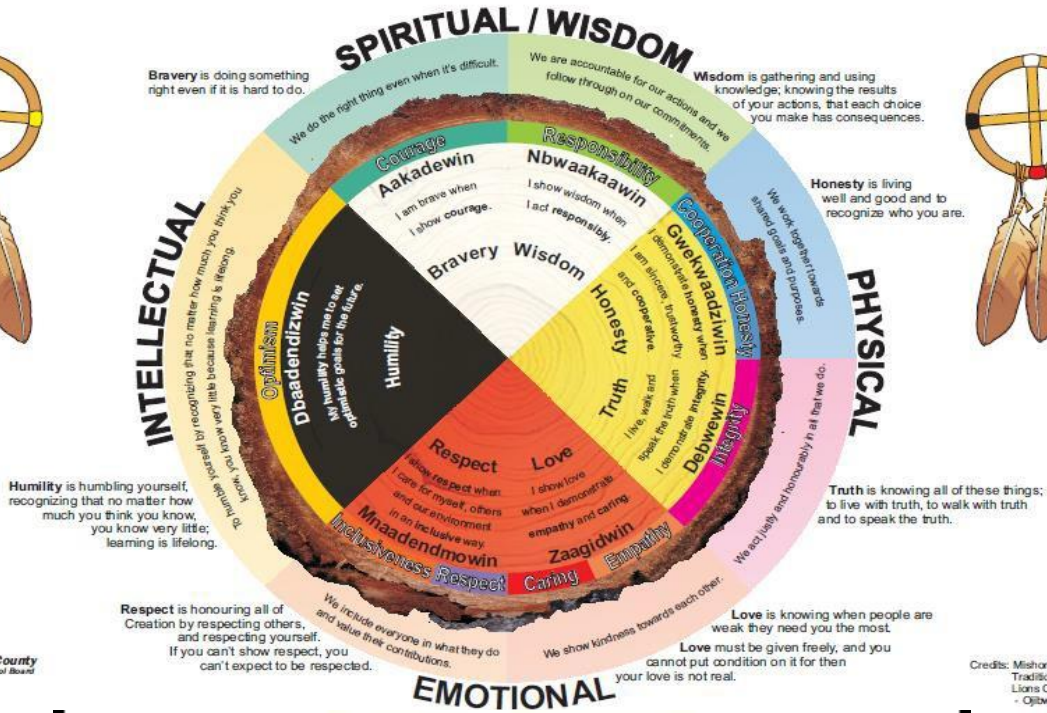 SPIRITUAL / WISDOM
Bravery is doing something
right even if it is hard to do.
We do the right thing even when it's difficult.
We are accountable for our actions and we
follow through on our commitments.
Wisdom is gathering and using
knowledge; knowing the results
of your actions, that each choice
you make has consequences.
Courage
Aakadewin
I am brave when
I show courage.
Bravery
Responsibility
Nbwaakaawin
I show wisdom when
I act responsibly.
Wisdom
Honesty is living
well and good and to
recognize who you are.
We work together towards
shared goals and purposes.
Cooperation Honesty
Gwekwaadziwin
I demonstrate honesty when
I am sincere, trustworthy
and cooperative.
Honesty
PHYSICAL
Truth
I live, walk and
speak the truth when
I demonstrate integrity.
Debwewin
Integrity
We act justly and honourably in all that we do.
Truth is knowing all of these things;
to live with truth, to walk with truth
and to speak the truth.
Love
I show love
when I demonstrate
empathy and caring.
Zaagidwin
Caring
Empathy
We show kindness towards each other.
Love is knowing when people are
weak they need you the most.
Love must be given freely, and you
cannot put condition on it for then
your love is not real.
EMOTIONAL
Respect
I show respect when
I care for myself, others
and our environment
in an inclusive way.
Mnaadendmowin
Inclusiveness
Respect
We include everyone in what they do
and value their contributions.
Respect is honouring all of
Creation by respecting others,
and respecting yourself.
If you can't show respect, you
can't expect to be respected.
INTELLECTUAL
To humble yourself by recognizing that no matter how much you think you
know, you know very little because learning is lifelong.
Optimism
Dbaadendizwin
My humility helps me to set
optimistic goals for the future.
Humility
Humility is humbling yourself,
recognizing that no matter how
much you think you know,
you know very little;
learning is lifelong.
County
ol Board
Credits: Mishor
Traditio
Lions C
- Ojibw